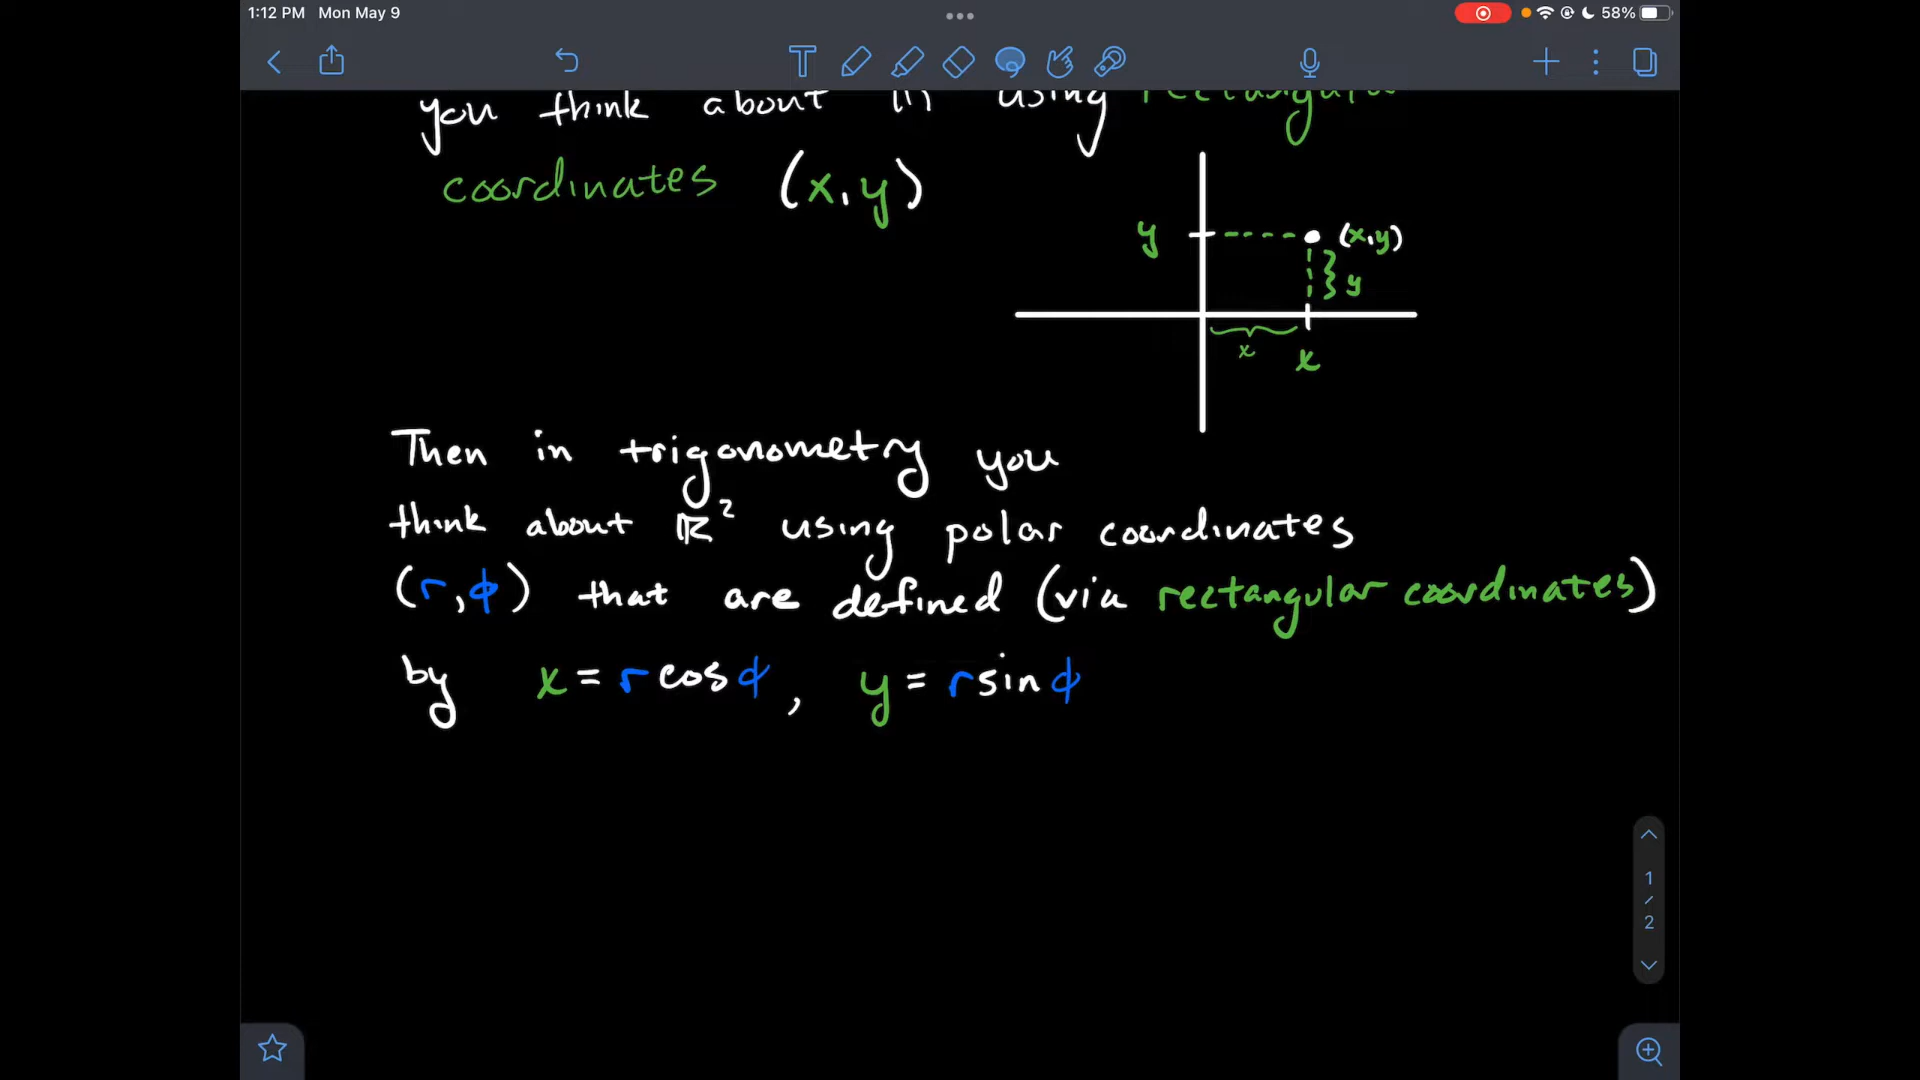 1:12 PM Mon May 9
58%
you think about using
coordinates (x,y)
y
(x,y)
y
x
x
Then in trigonometry you
think about ℝ² using polar coordinates
(r,ϕ) that are defined (via rectangular coordinates)
by x = r cos ϕ, y = r sin ϕ
1
/
2